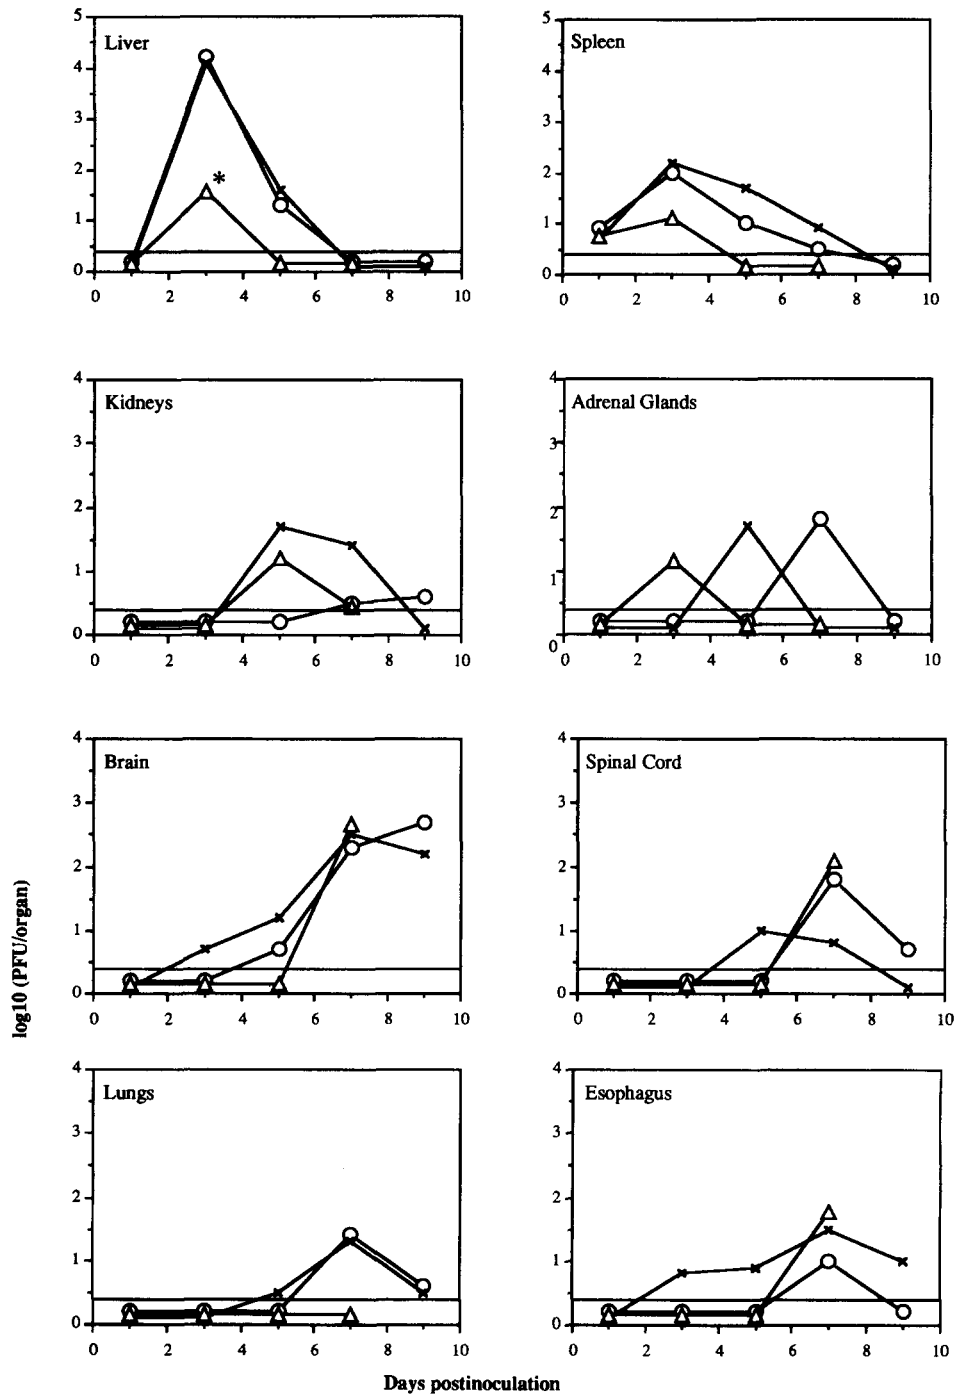 Liver
5
4
3
2
1
0
*
0 2 4 6 8 10
Spleen
5
4
3
2
1
0
0 2 4 6 8 10
Kidneys
4
3
2
1
0
0 2 4 6 8 10
Adrenal Glands
4
3
2
1
0
0 2 4 6 8 10
Brain
4
3
2
1
0
0 2 4 6 8 10
Spinal Cord
4
3
2
1
0
0 2 4 6 8 10
Lungs
4
3
2
1
0
0 2 4 6 8 10
Esophagus
4
3
2
1
0
0 2 4 6 8 10
log10 (PFU/organ)
Days postinoculation